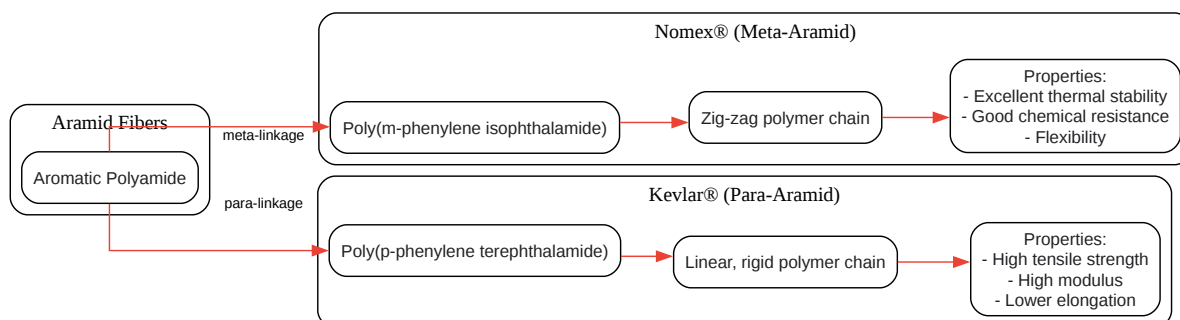 Aramid Fibers
Aromatic Polyamide
meta-linkage
para-linkage
Nomex® (Meta-Aramid)
Poly(m-phenylene isophthalamide)
Zig-zag polymer chain
Properties:
- Excellent thermal stability
- Good chemical resistance
- Flexibility
Kevlar® (Para-Aramid)
Poly(p-phenylene terephthalamide)
Linear, rigid polymer chain
Properties:
- High tensile strength
- High modulus
- Lower elongation